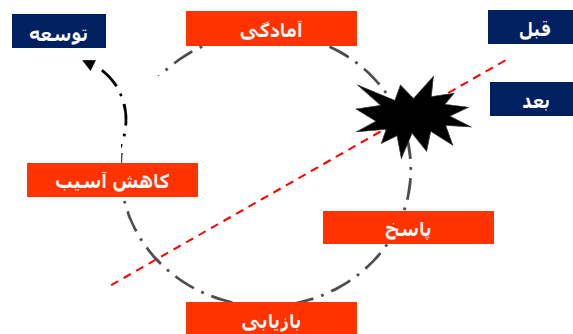 قبل
آمادگی
توسعه
بعد
کاهش آسیب
پاسخ
بازیابی